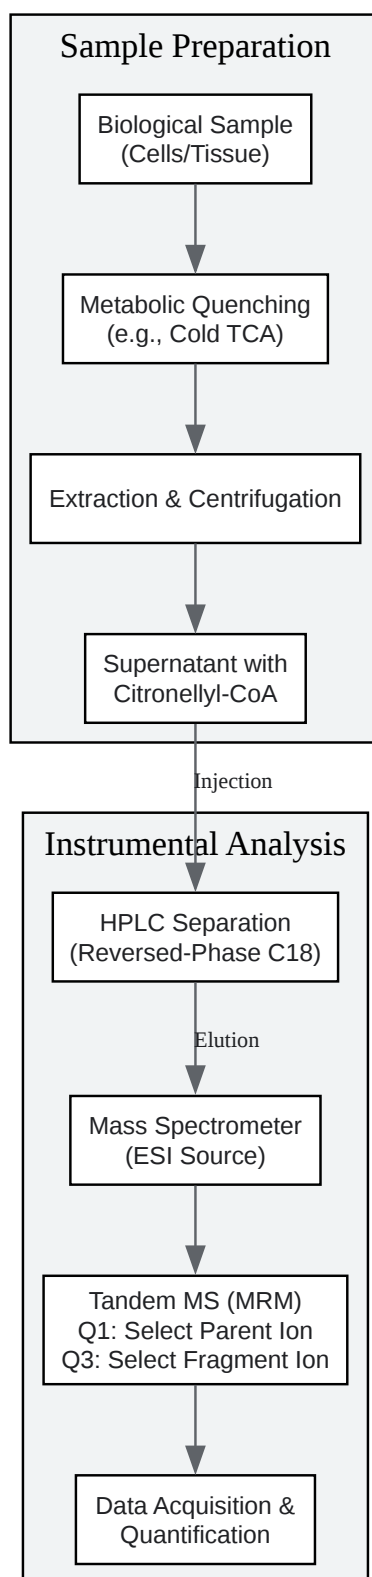 Sample Preparation
Biological Sample
(Cells/Tissue)
Metabolic Quenching
(e.g., Cold TCA)
Extraction & Centrifugation
Supernatant with
Citronellyl-CoA
Injection
Instrumental Analysis
HPLC Separation
(Reversed-Phase C18)
Elution
Mass Spectrometer
(ESI Source)
Tandem MS (MRM)
Q1: Select Parent Ion
Q3: Select Fragment Ion
Data Acquisition &
Quantification